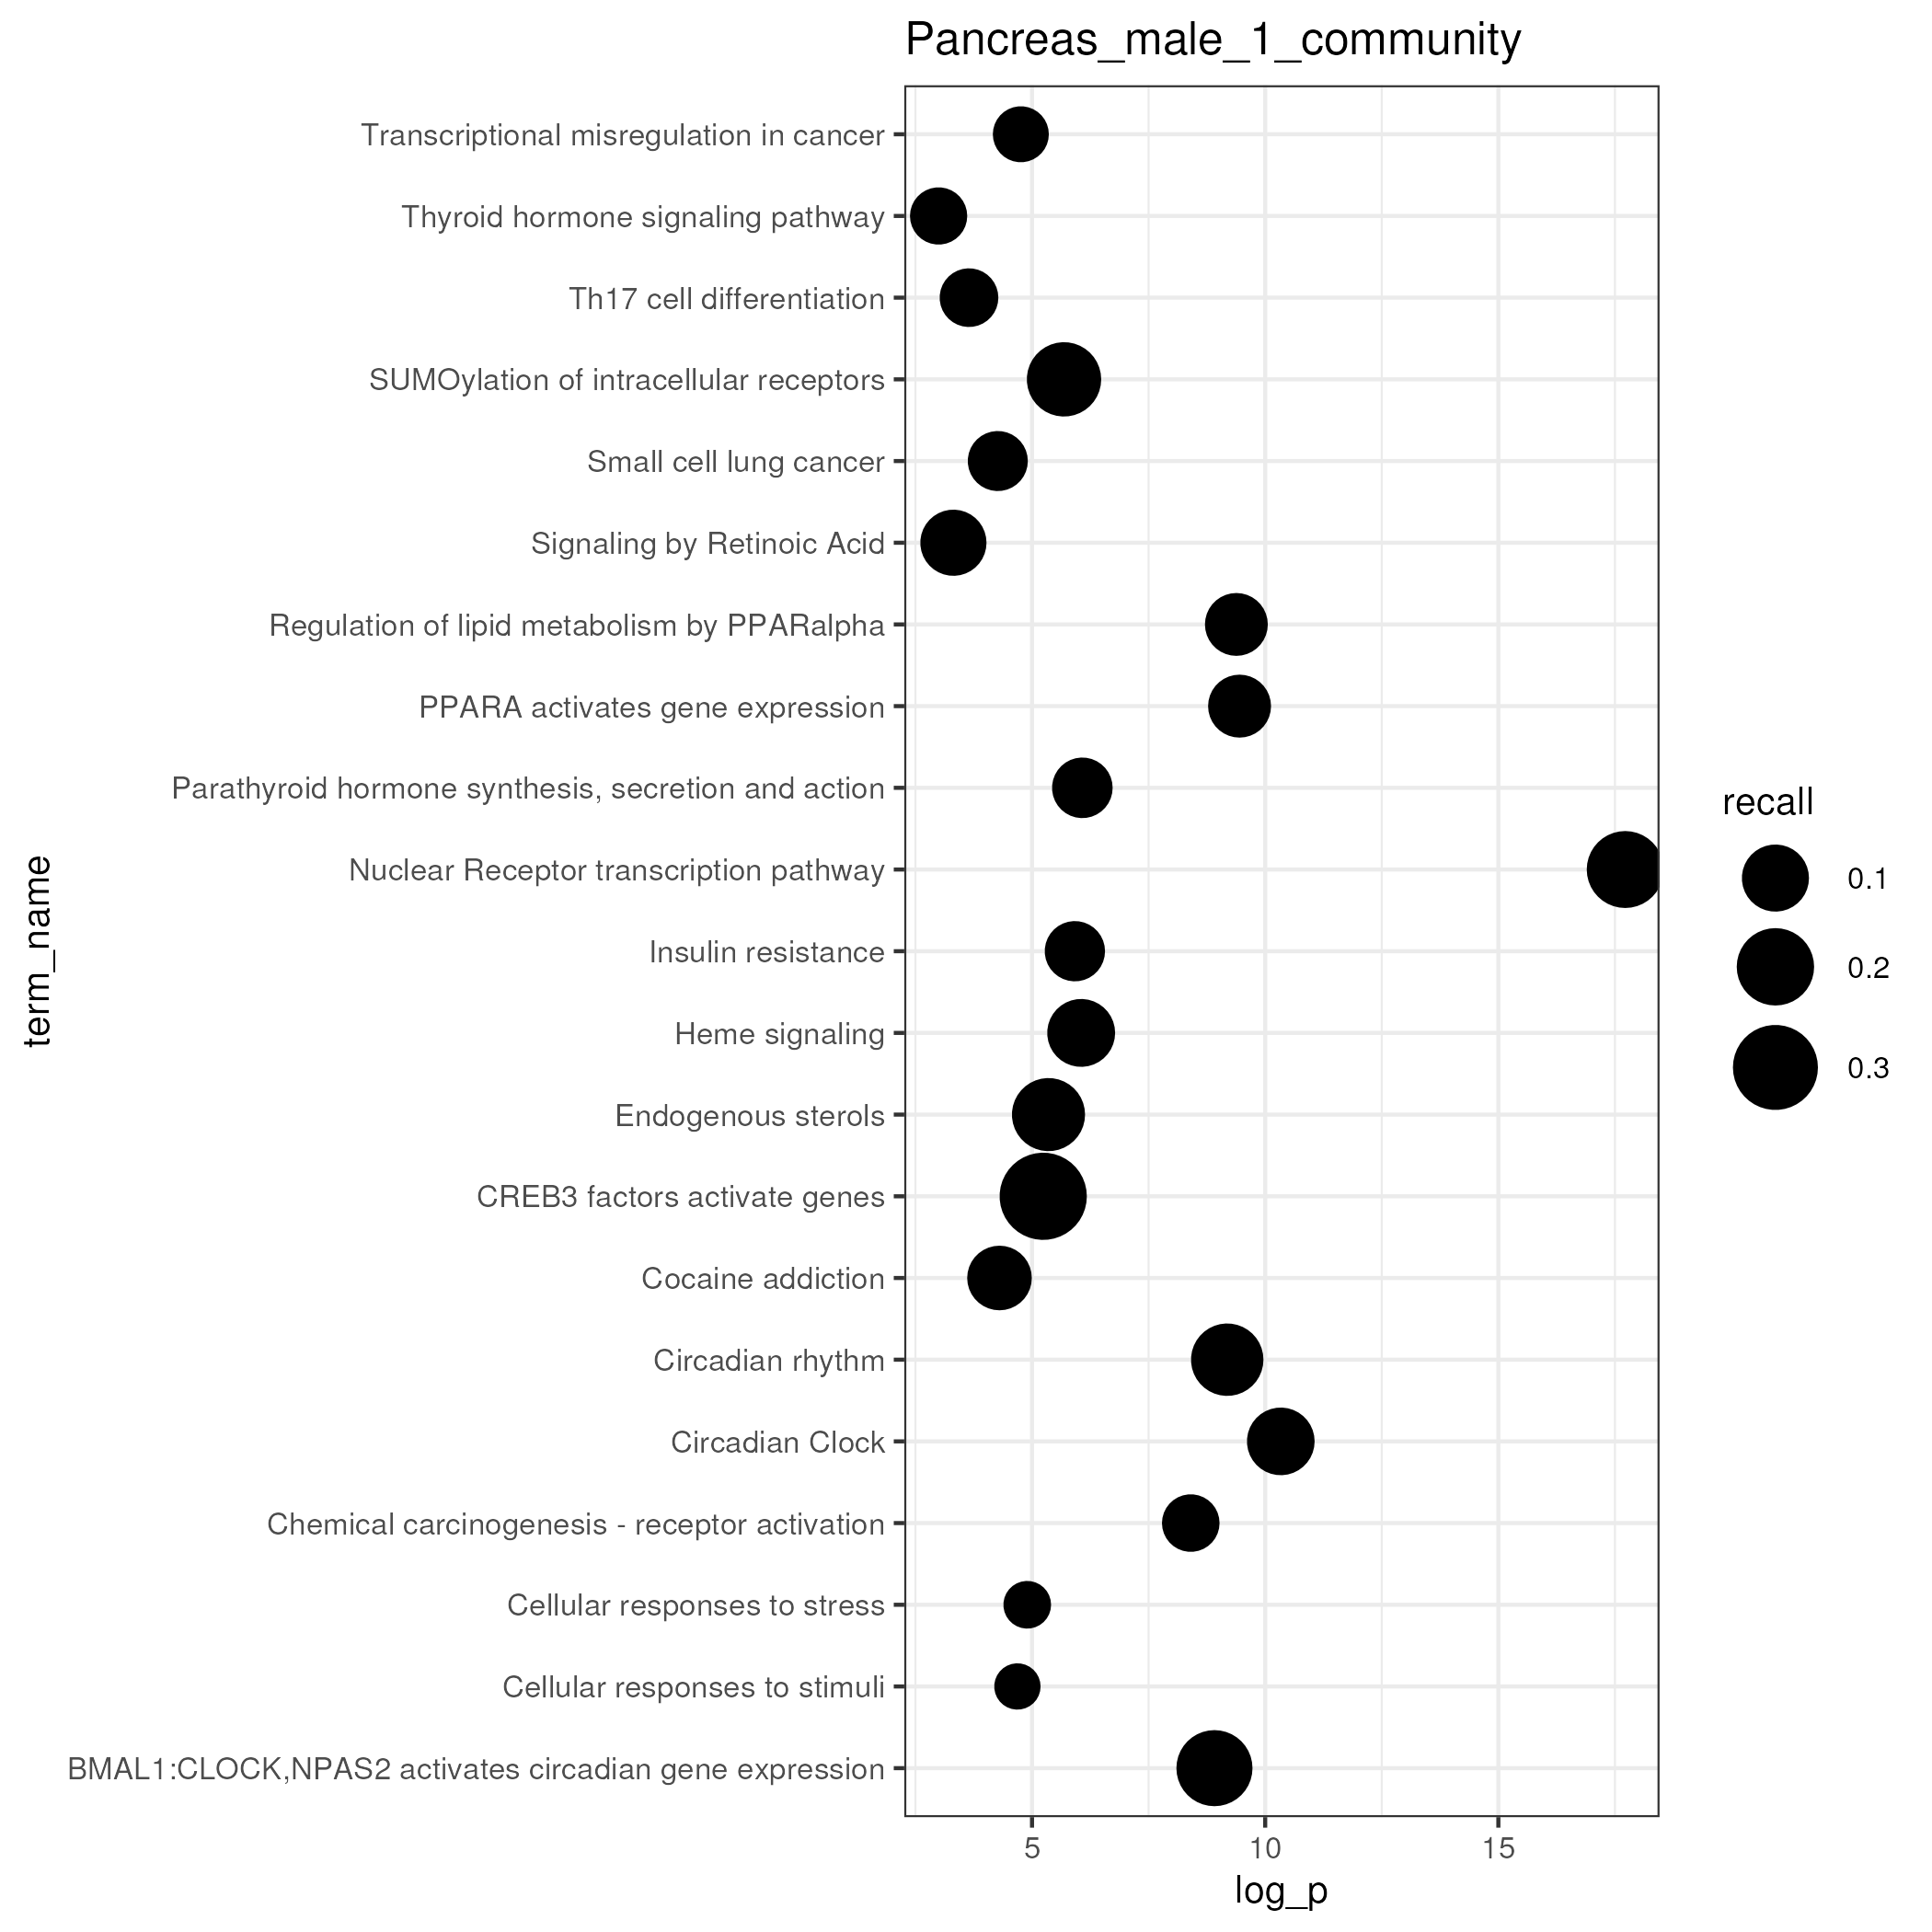 Pancreas_male_1_community
Transcriptional misregulation in cancer
Thyroid hormone signaling pathway
Th17 cell differentiation
SUMOylation of intracellular receptors
Small cell lung cancer
Signaling by Retinoic Acid
Regulation of lipid metabolism by PPARalpha
PPARA activates gene expression
Parathyroid hormone synthesis, secretion and action
Nuclear Receptor transcription pathway
Insulin resistance
Heme signaling
Endogenous sterols
CREB3 factors activate genes
Cocaine addiction
Circadian rhythm
Circadian Clock
Chemical carcinogenesis - receptor activation
Cellular responses to stress
Cellular responses to stimuli
BMAL1:CLOCK,NPAS2 activates circadian gene expression
term_name
5 10 15
log_p
recall
0.1
0.2
0.3